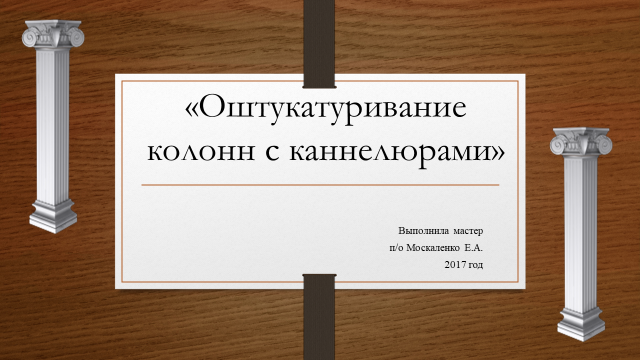 «Оштукатуривание
колонн с каннелюрами»
Выполнила мастер
п/о Москаленко Е.А.
2017 год